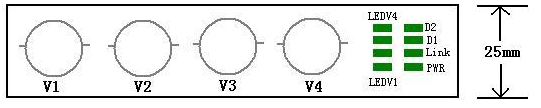 LEDV4
D2
D1
Link
PWR
LEDV1
V1 V2 V3 V4
25mm